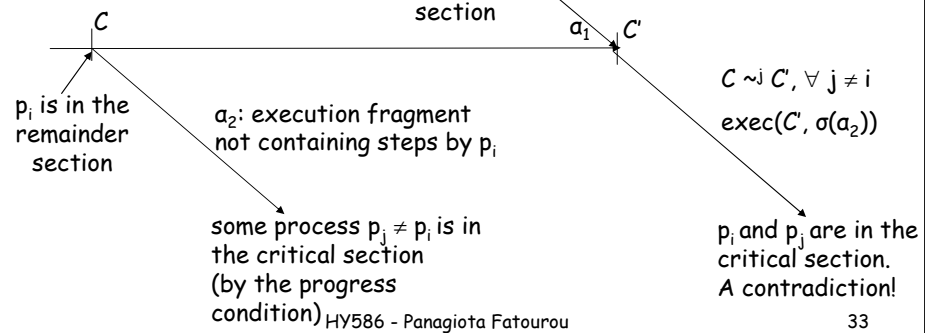 section
C
α₁
C'
pᵢ is in the
remainder
section
α₂: execution fragment
not containing steps by pᵢ
C ~ʲ C', ∀ j ≠ i
exec(C', σ(α₂))
some process pⱼ ≠ pᵢ is in
the critical section
(by the progress
condition)
pᵢ and pⱼ are in the
critical section.
A contradiction!
HY586 - Panagiota Fatourou
33